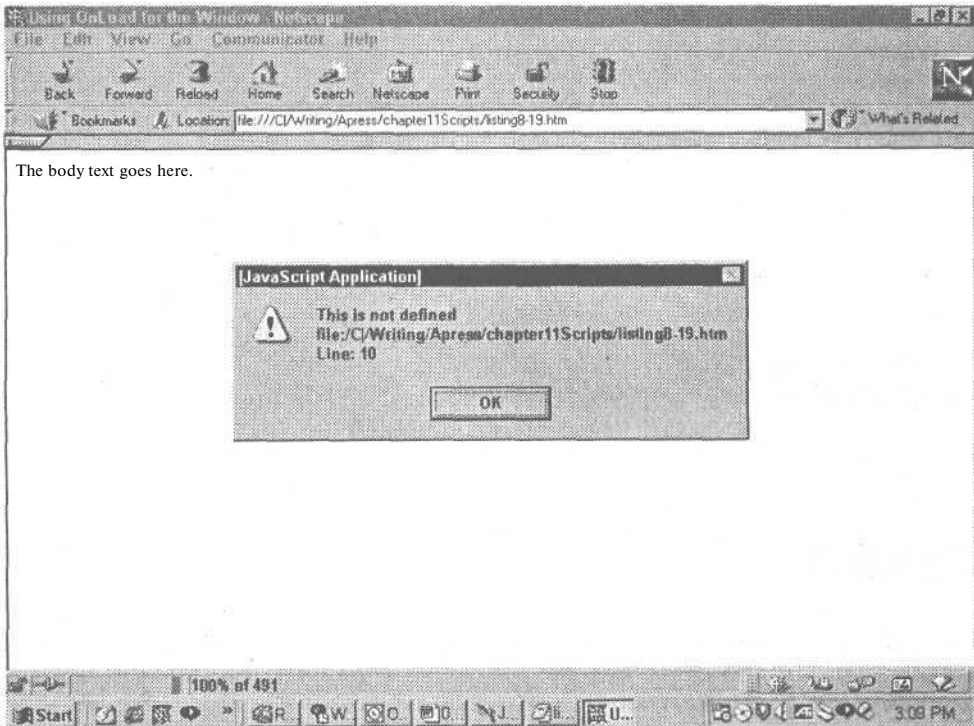 Using OnLoad for the Window - Netscape
File Edit View Go Communicator Help
Back Forward Reload Home Search Netscape Print Security Stop
Bookmarks Location: file:///C|/Writing/Apress/chapter11Scripts/listing8-19.htm What's Related
The body text goes here.
[JavaScript Application]
This is not defined
file:/C|/Writing/Apress/chapter11Scripts/listing8-19.htm
Line: 10
OK
100% of 491
Start R W... O... D... J... li... U... 3:09 PM